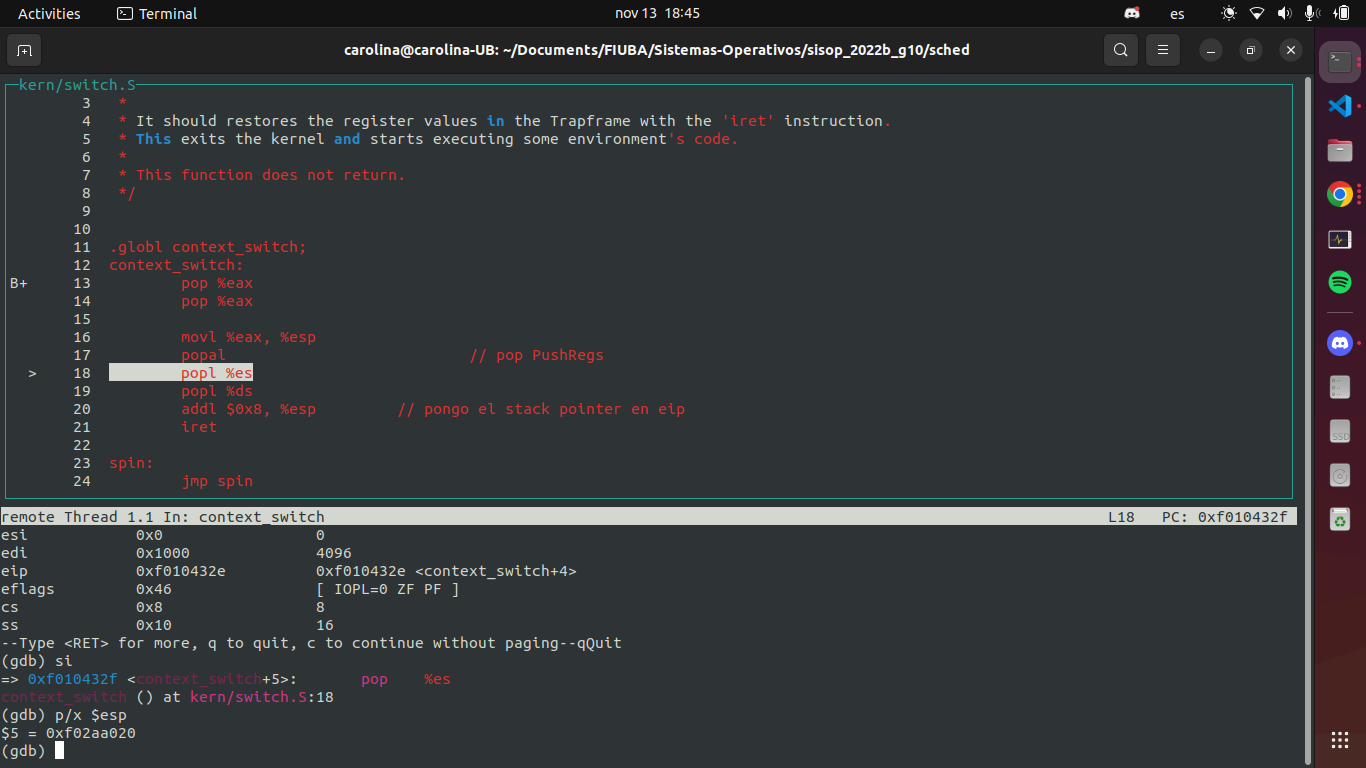 Activities Terminal nov 13 18:45 es
carolina@carolina-UB: ~/Documents/FIUBA/Sistemas-Operativos/sisop_2022b_g10/sched
kern/switch.S
3 *
4 * It should restores the register values in the Trapframe with the 'iret' instruction.
5 * This exits the kernel and starts executing some environment's code.
6 *
7 * This function does not return.
8 */
9
10
11 .globl context_switch;
12 context_switch:
B+ 13 pop %eax
14 pop %eax
15
16 movl %eax, %esp
17 popal // pop PushRegs
> 18 popl %es
19 popl %ds
20 addl $0x8, %esp // pongo el stack pointer en eip
21 iret
22
23 spin:
24 jmp spin
remote Thread 1.1 In: context_switch L18 PC: 0xf010432f
esi 0x0 0
edi 0x1000 4096
eip 0xf010432e 0xf010432e <context_switch+4>
eflags 0x46 [ IOPL=0 ZF PF ]
cs 0x8 8
ss 0x10 16
--Type <RET> for more, q to quit, c to continue without paging--qQuit
(gdb) si
=> 0xf010432f <context_switch+5>: pop %es
context_switch () at kern/switch.S:18
(gdb) p/x $esp
$5 = 0xf02aa020
(gdb)
SSD